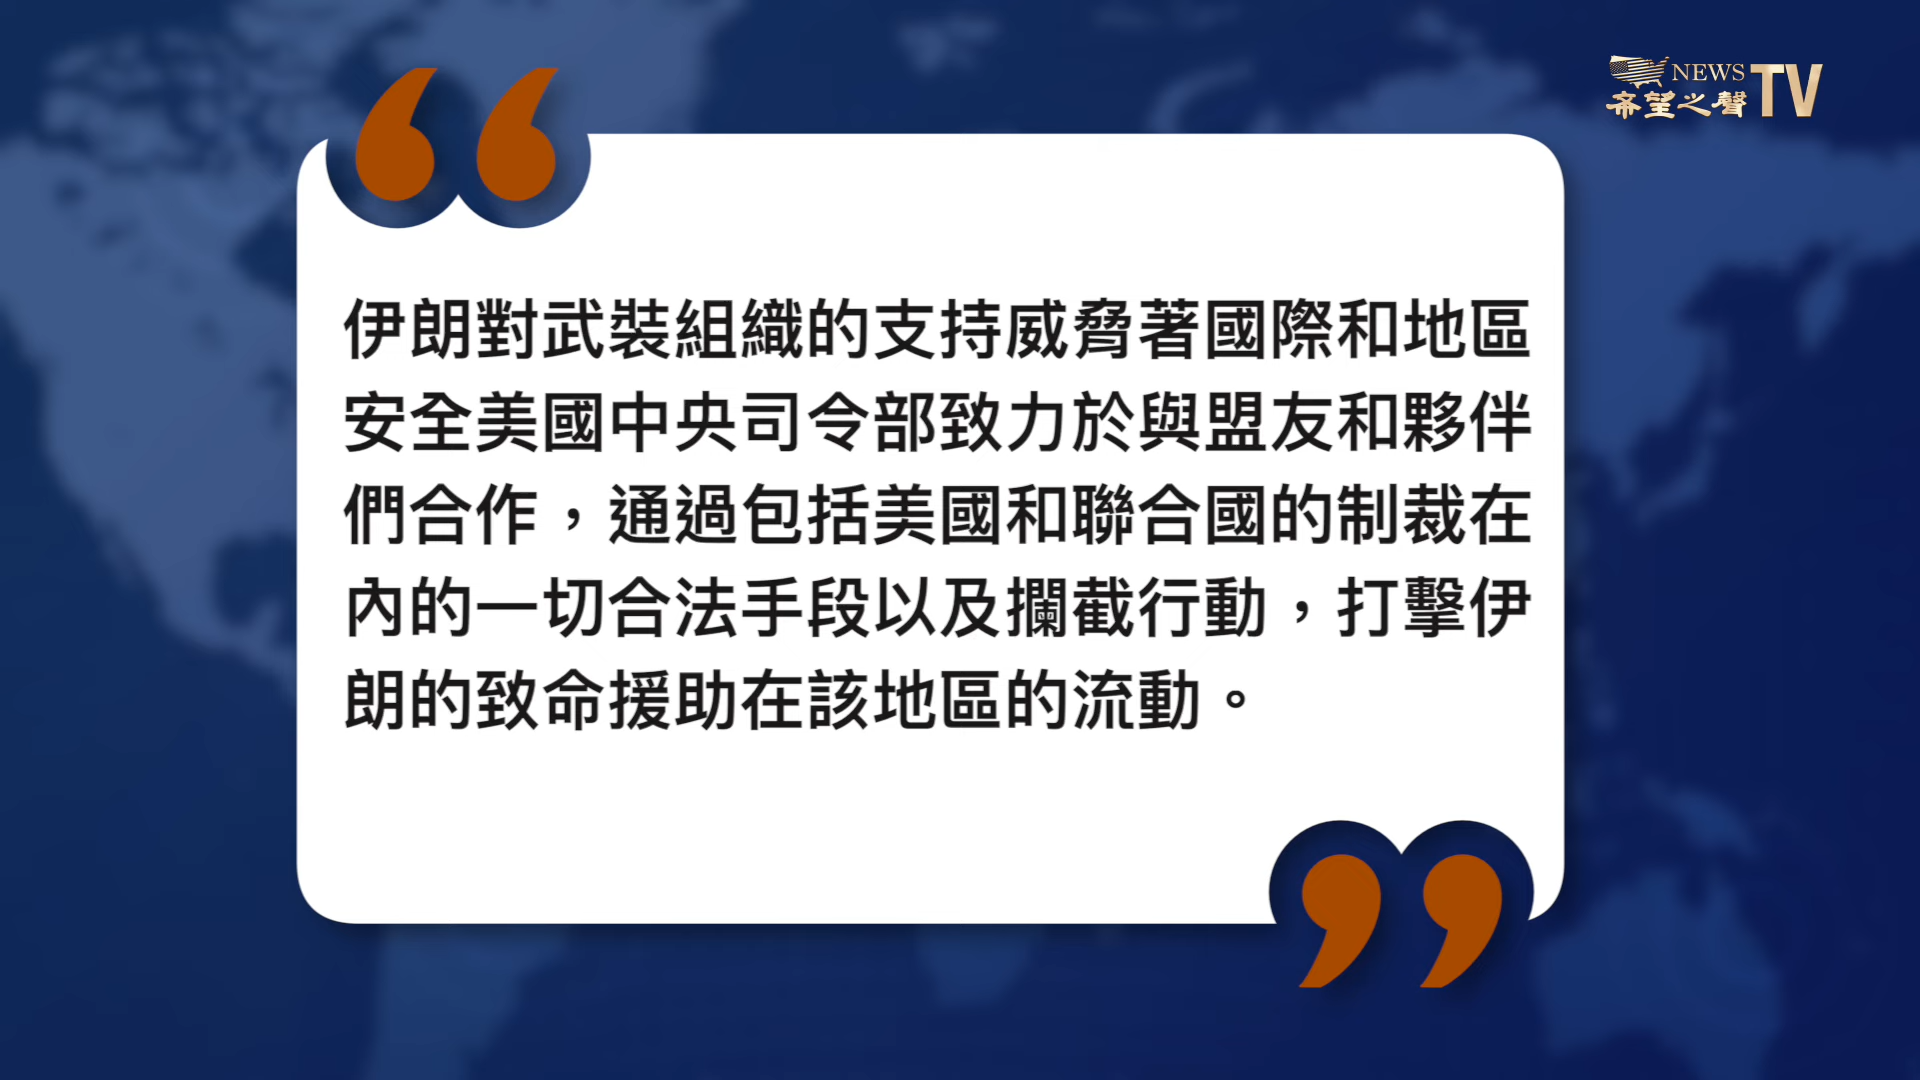 NEWS
希望之聲TV
伊朗對武裝組織的支持威脅著國際和地區
安全美國中央司令部致力於與盟友和夥伴
們合作，通過包括美國和聯合國的制裁在
內的一切合法手段以及攔截行動，打擊伊
朗的致命援助在該地區的流動。